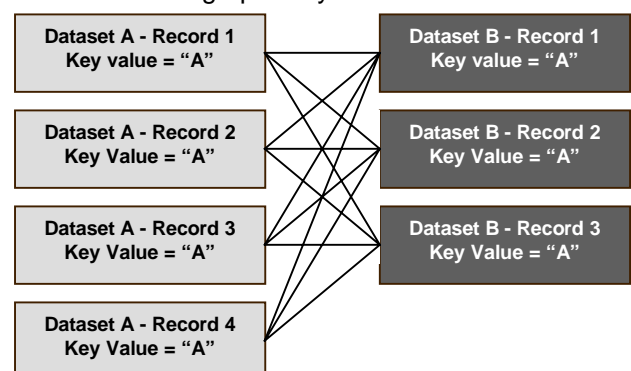 Dataset A - Record 1
Key value = “A”
Dataset B - Record 1
Key value = “A”
Dataset A - Record 2
Key Value = “A”
Dataset B - Record 2
Key Value = “A”
Dataset A - Record 3
Key Value = “A”
Dataset B - Record 3
Key Value = “A”
Dataset A - Record 4
Key Value = “A”